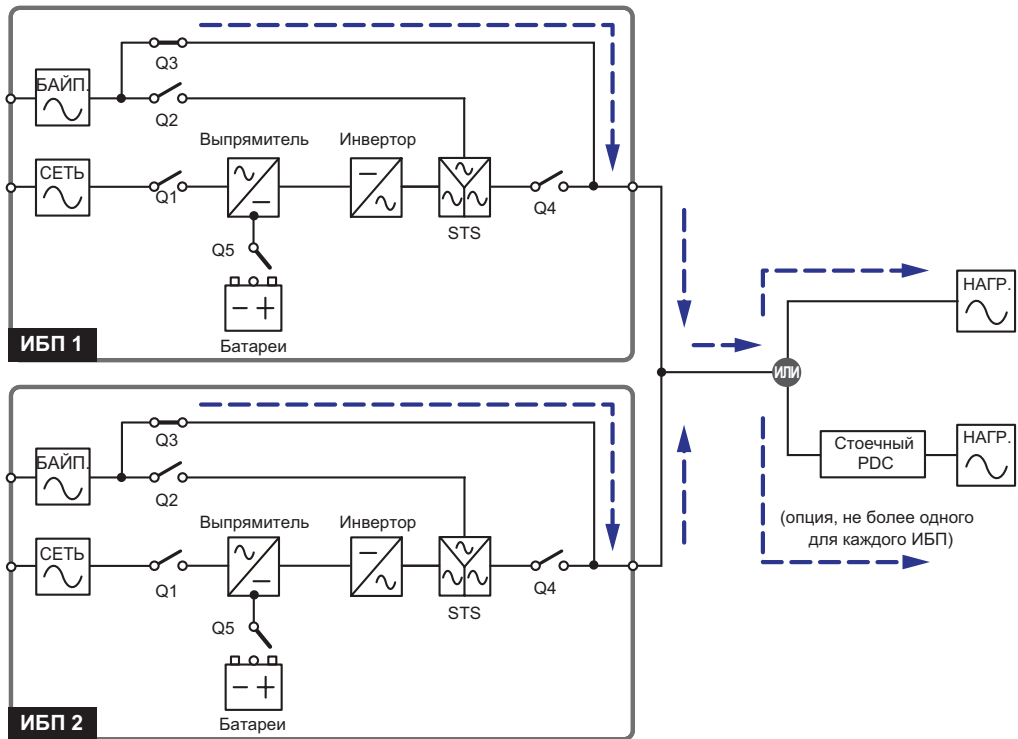 Q3
БАЙП.
Q2
Выпрямитель
Инвертор
СЕТЬ
Q1
STS
Q4
Q5
Батареи
ИБП 1
НАГР.
ИЛИ
Стоечный
PDC
НАГР.
(опция, не более одного
для каждого ИБП)
Q3
БАЙП.
Q2
Выпрямитель
Инвертор
СЕТЬ
Q1
STS
Q4
Q5
Батареи
ИБП 2